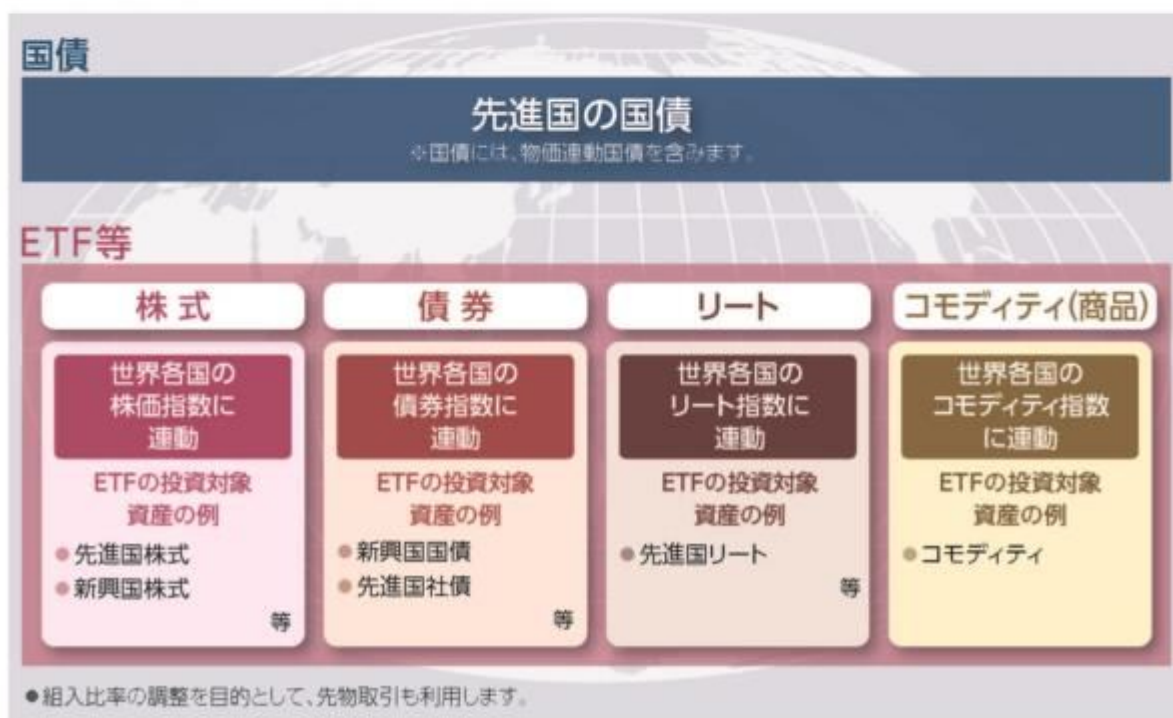 国債
先進国の国債
※国債には、物価連動国債を含みます。
ETF等
株式
世界各国の
株価指数に
連動
ETFの投資対象
資産の例
●先進国株式
●新興国株式
等
債券
世界各国の
債券指数に
連動
ETFの投資対象
資産の例
●新興国国債
●先進国社債
等
リート
世界各国の
リート指数に
連動
ETFの投資対象
資産の例
●先進国リート
等
コモディティ(商品)
世界各国の
コモディティ指数
に連動
ETFの投資対象
資産の例
●コモディティ
●組入比率の調整を目的として、先物取引も利用します。